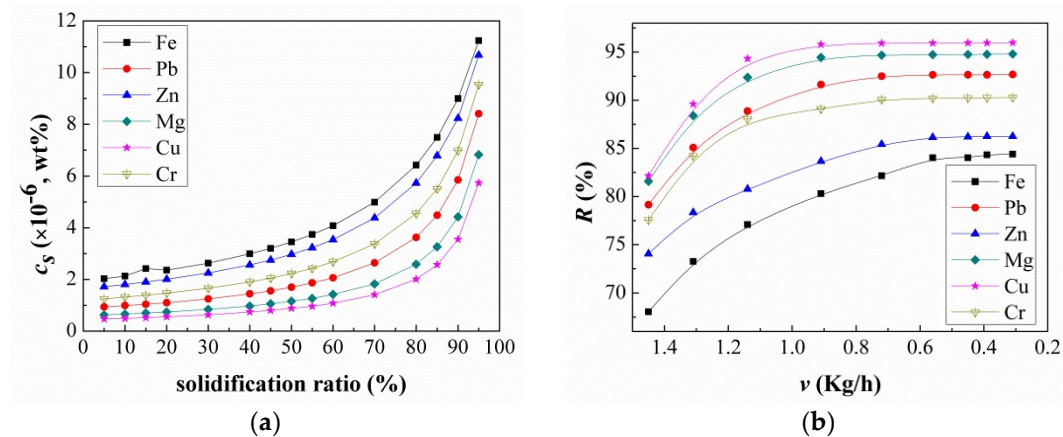 12
10
8
6
4
2
0
c_S (×10⁻⁶, wt%)
Fe
Pb
Zn
Mg
Cu
Cr
0 10 20 30 40 50 60 70 80 90 100
solidification ratio (%)
(a)
95
90
85
80
75
70
R (%)
Fe
Pb
Zn
Mg
Cu
Cr
1.4 1.2 1.0 0.8 0.6 0.4 0.2
v (Kg/h)
(b)